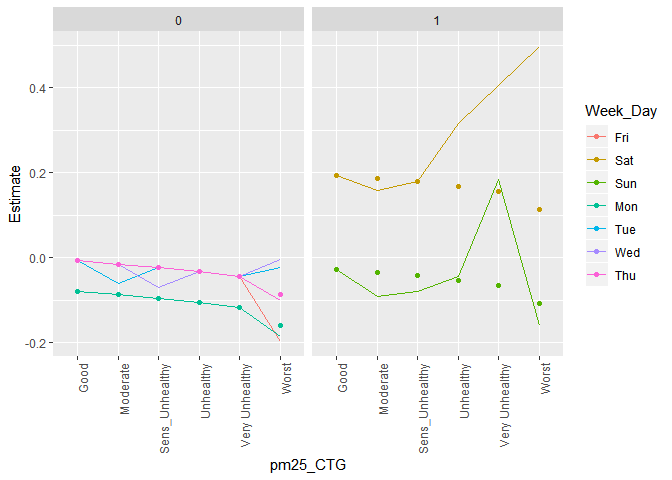 0
1
Estimate
0.4
0.2
0.0
-0.2
Good
Moderate
Sens_Unhealthy
Unhealthy
Very Unhealthy
Worst
Good
Moderate
Sens_Unhealthy
Unhealthy
Very Unhealthy
Worst
pm25_CTG
Week_Day
Fri
Sat
Sun
Mon
Tue
Wed
Thu